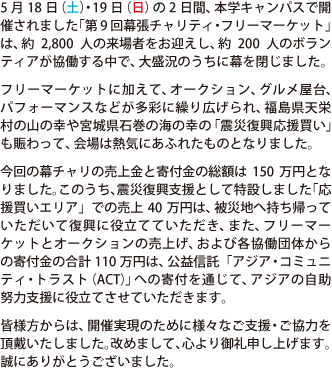 5月18日(土)・19日(日)の2日間、本学キャンパスで開
催されました「第9回幕張チャリティ・フリーマーケット」
は、約 2,800 人の来場者をお迎えし、約 200 人のボラン
ティアが協働する中で、大盛況のうちに幕を閉じました。
フリーマーケットに加えて、オークション、グルメ屋台、
パフォーマンスなどが多彩に繰り広げられ、福島県天栄
村の山の幸や宮城県石巻の海の幸の「震災復興応援買い」
も賑わって、会場は熱気にあふれたものとなりました。
今回の幕チャリの売上金と寄付金の総額は 150 万円とな
りました。このうち、震災復興支援として特設しました「応
援買いエリア」での売上 40 万円は、被災地へ持ち帰って
いただいて復興に役立てていただき、また、フリーマー
ケットとオークションの売上げ、および各協働団体から
の寄付金の合計 110 万円は、公益信託「アジア・コミュニ
ティ・トラスト(ACT)」への寄付を通じて、アジアの自助
努力支援に役立てさせていただきます。
皆様方からは、開催実現のために様々なご支援・ご協力を
頂戴いたしました。改めまして、心より御礼申し上げます。
誠にありがとうございました。